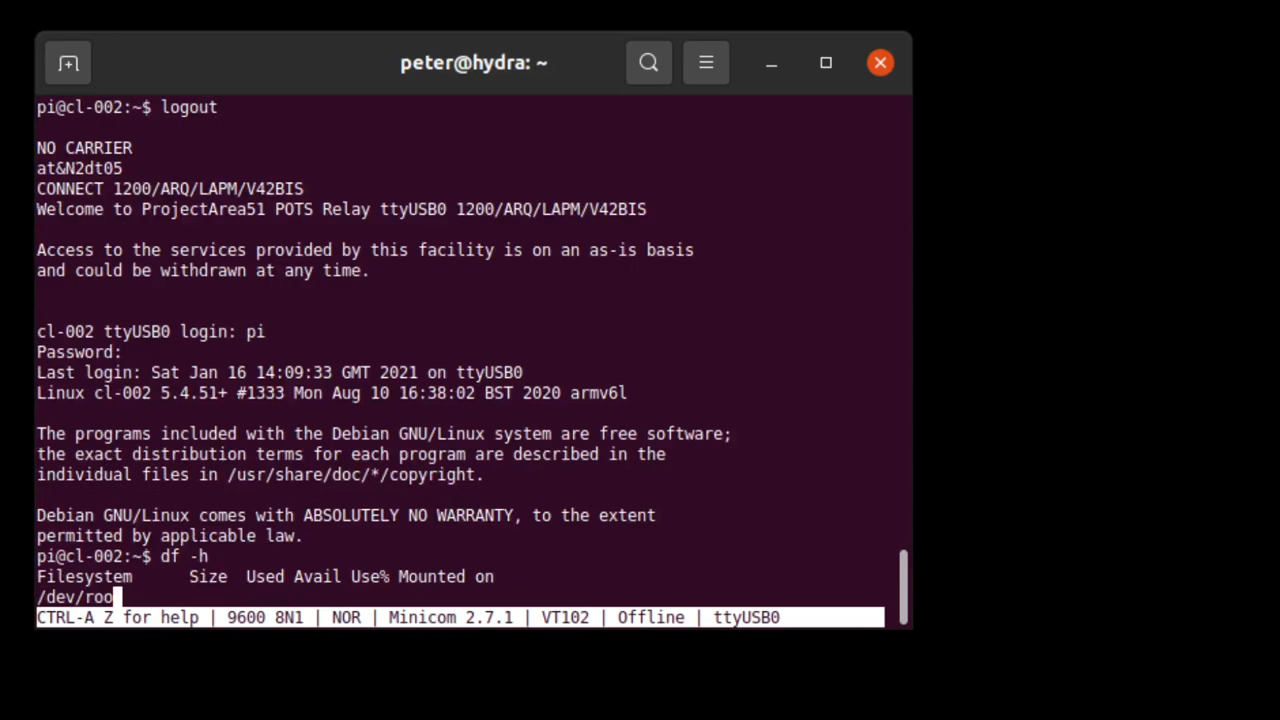 peter@hydra: ~
pi@cl-002:~$ logout
NO CARRIER
at&N2dt05
CONNECT 1200/ARQ/LAPM/V42BIS
Welcome to ProjectArea51 POTS Relay ttyUSB0 1200/ARQ/LAPM/V42BIS
Access to the services provided by this facility is on an as-is basis
and could be withdrawn at any time.
cl-002 ttyUSB0 login: pi
Password:
Last login: Sat Jan 16 14:09:33 GMT 2021 on ttyUSB0
Linux cl-002 5.4.51+ #1333 Mon Aug 10 16:38:02 BST 2020 armv6l
The programs included with the Debian GNU/Linux system are free software;
the exact distribution terms for each program are described in the
individual files in /usr/share/doc/*/copyright.
Debian GNU/Linux comes with ABSOLUTELY NO WARRANTY, to the extent
permitted by applicable law.
pi@cl-002:~$ df -h
Filesystem      Size  Used Avail Use% Mounted on
/dev/roo
CTRL-A Z for help | 9600 8N1 | NOR | Minicom 2.7.1 | VT102 | Offline | ttyUSB0